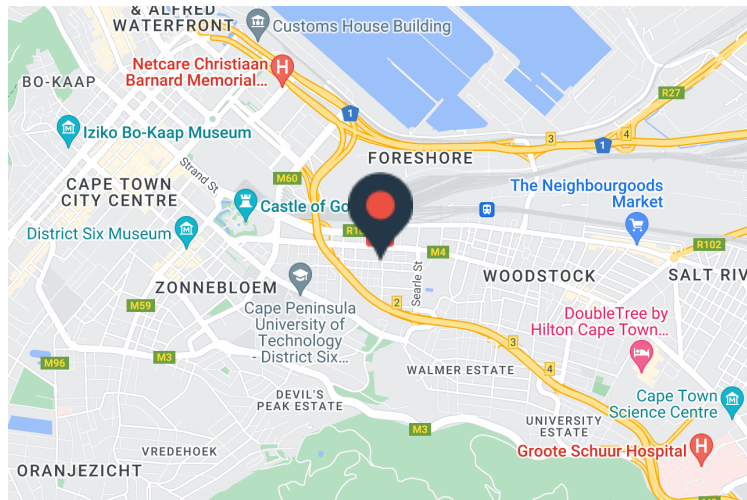 & ALFRED
WATERFRONT
Customs House Building
Netcare Christiaan
Barnard Memorial...
BO-KAAP
R27
1
3
4
1
Iziko Bo-Kaap Museum
FORESHORE
Strand St.
M60
CAPE TOWN
CITY CENTRE
The Neighbourgoods
Market
Castle of
District Six Museum
M4
R102
WOODSTOCK
SALT RIV
Searle St
ZONNEBLOEM
M59
2
Cape Peninsula
University of
Technology
- District Six...
DoubleTree by
Hilton Cape Town...
3
M96
M3
4
WALMER ESTATE
DEVIL'S
PEAK ESTATE
Cape Town
Science Centre
M3
UNIVERSITY
ESTATE
VREDEHOEK
Groote Schuur Hospital
H
H
ORANJEZICHT